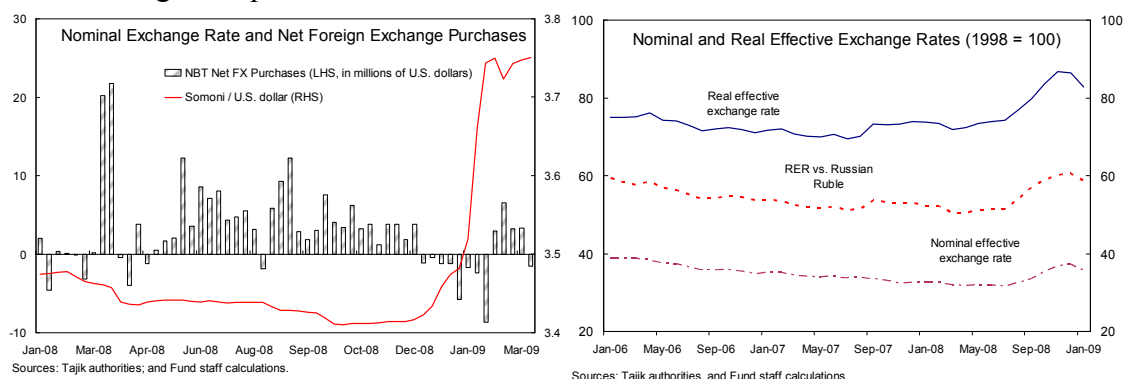 Nominal Exchange Rate and Net Foreign Exchange Purchases
NBT Net FX Purchases (LHS, in millions of U.S. dollars)
Somoni / U.S. dollar (RHS)
30
20
10
0
-10
3.8
3.7
3.6
3.5
3.4
Jan-08 Mar-08 Apr-08 Jun-08 Aug-08 Sep-08 Oct-08 Dec-08 Jan-09 Mar-09
Sources: Tajik authorities; and Fund staff calculations.
Nominal and Real Effective Exchange Rates (1998 = 100)
Real effective
exchange rate
RER vs. Russian
Ruble
Nominal effective
exchange rate
100
80
60
40
20
100
80
60
40
20
Jan-06 May-06 Sep-06 Jan-07 May-07 Sep-07 Jan-08 May-08 Sep-08 Jan-09
Sources: Tajik authorities, and Fund staff calculations.